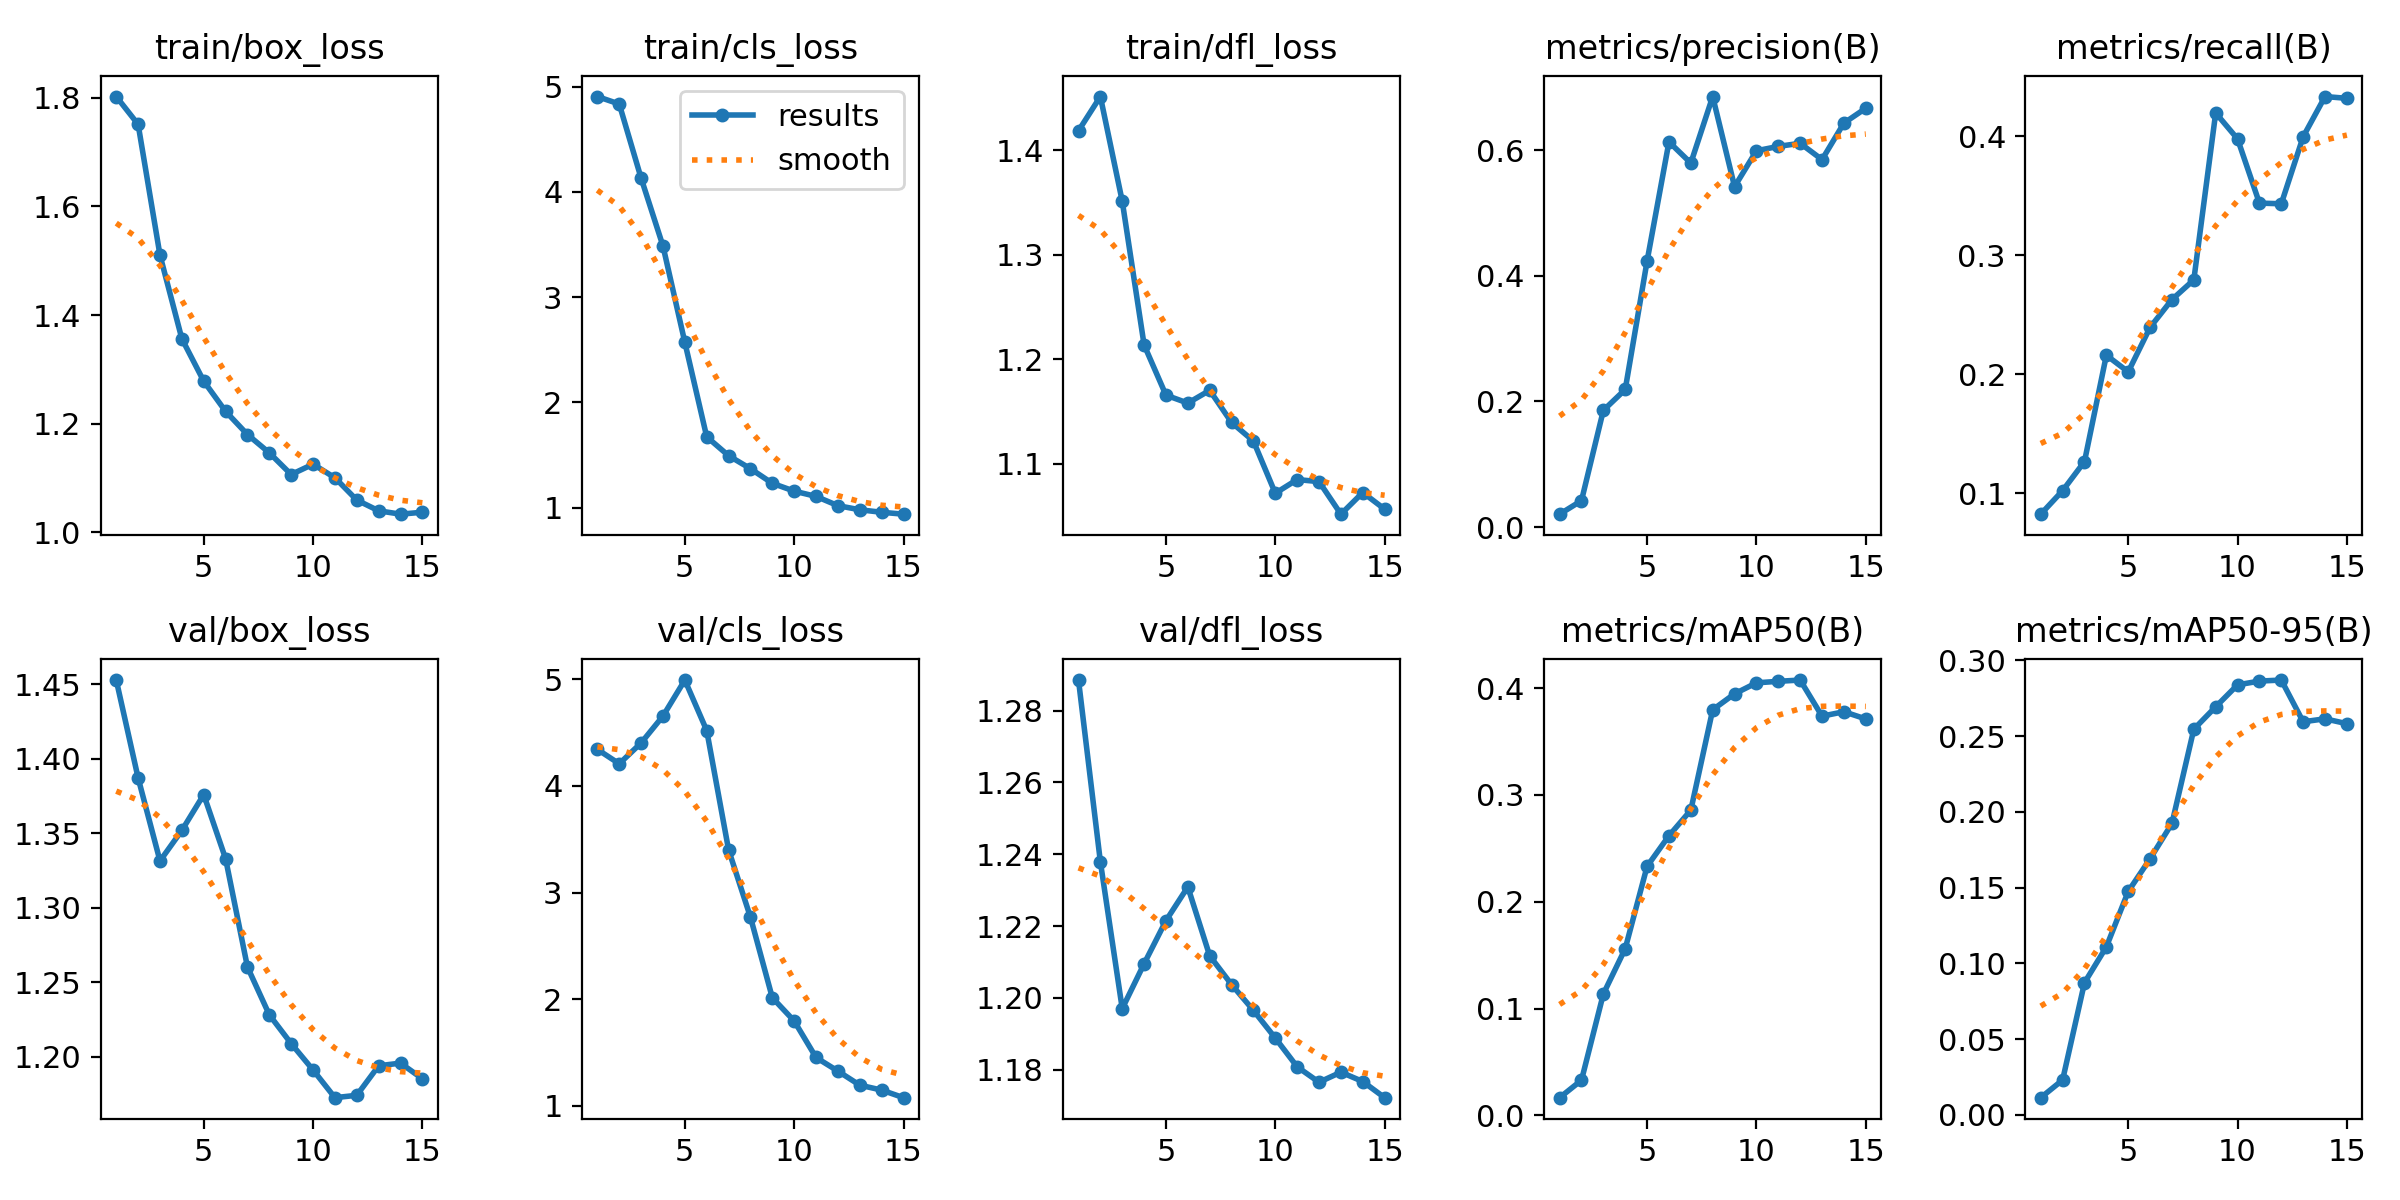 train/box_loss
1.8
1.6
1.4
1.2
1.0
5 10 15
train/cls_loss
5
4
3
2
1
5 10 15
results
smooth
train/dfl_loss
1.4
1.3
1.2
1.1
5 10 15
metrics/precision(B)
0.6
0.4
0.2
0.0
5 10 15
metrics/recall(B)
0.4
0.3
0.2
0.1
5 10 15
val/box_loss
1.45
1.40
1.35
1.30
1.25
1.20
5 10 15
val/cls_loss
5
4
3
2
1
5 10 15
val/dfl_loss
1.28
1.26
1.24
1.22
1.20
1.18
5 10 15
metrics/mAP50(B)
0.4
0.3
0.2
0.1
0.0
5 10 15
metrics/mAP50-95(B)
0.30
0.25
0.20
0.15
0.10
0.05
0.00
5 10 15